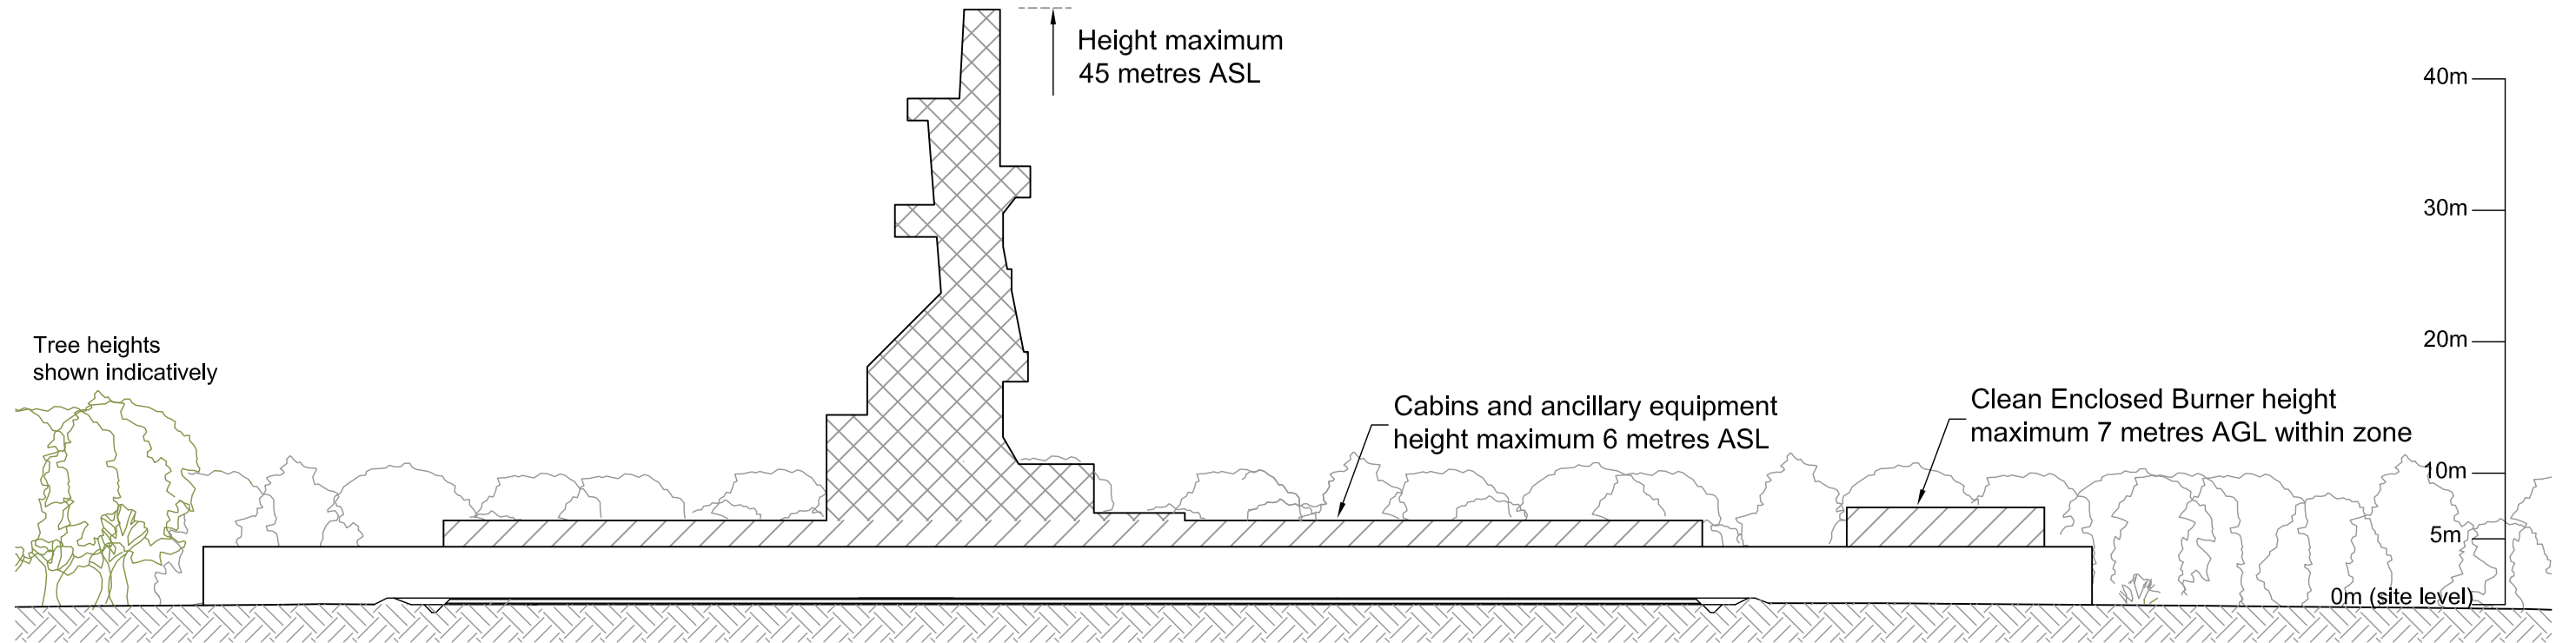 Height maximum
45 metres ASL
40m
30m
20m
Tree heights
shown indicatively
Cabins and ancillary equipment
height maximum 6 metres ASL
Clean Enclosed Burner height
maximum 7 metres AGL within zone
10m
5m
0m (site level)